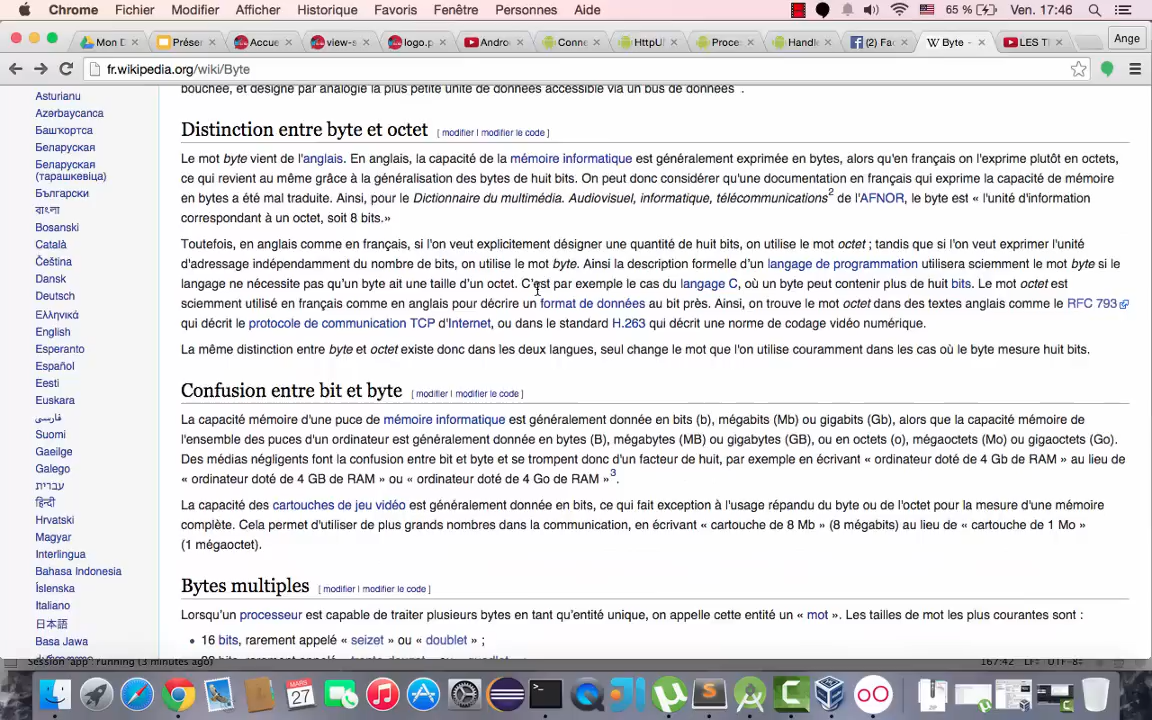 Chrome Fichier Modifier Afficher Historique Favoris Fenêtre Personnes Aide 65 % Ven. 17:46
Mon D Présen Accue view-s logo.p Andro Conne HttpU Proces Handle (2) Fa W Byte - LES T Ange
fr.wikipedia.org/wiki/Byte
bouchée, et désigne par analogie la plus petite unité de données accessible via un bus de données .
Asturianu
Azərbaycanca
Башҡортса
Беларуская
Беларуская
(тарашкевіца)
Български
বাংলা
Bosanski
Català
Čeština
Dansk
Deutsch
Ελληνικά
English
Esperanto
Español
Eesti
Euskara
فارسی
Suomi
Gaeilge
Galego
עברית
हिन्दी
Hrvatski
Magyar
Interlingua
Bahasa Indonesia
Íslenska
Italiano
日本語
Basa Jawa
Distinction entre byte et octet [ modifier | modifier le code ]
Le mot byte vient de l'anglais. En anglais, la capacité de la mémoire informatique est généralement exprimée en bytes, alors qu'en français on l'exprime plutôt en octets,
ce qui revient au même grâce à la généralisation des bytes de huit bits. On peut donc considérer qu'une documentation en français qui exprime la capacité de mémoire
en bytes a été mal traduite. Ainsi, pour le Dictionnaire du multimédia. Audiovisuel, informatique, télécommunications2 de l'AFNOR, le byte est « l'unité d'information
correspondant à un octet, soit 8 bits.»
Toutefois, en anglais comme en français, si l'on veut explicitement désigner une quantité de huit bits, on utilise le mot octet ; tandis que si l'on veut exprimer l'unité
d'adressage indépendamment du nombre de bits, on utilise le mot byte. Ainsi la description formelle d'un langage de programmation utilisera sciemment le mot byte si le
langage ne nécessite pas qu'un byte ait une taille d'un octet. C'est par exemple le cas du langage C, où un byte peut contenir plus de huit bits. Le mot octet est
sciemment utilisé en français comme en anglais pour décrire un format de données au bit près. Ainsi, on trouve le mot octet dans des textes anglais comme le RFC 793
qui décrit le protocole de communication TCP d'Internet, ou dans le standard H.263 qui décrit une norme de codage vidéo numérique.
La même distinction entre byte et octet existe donc dans les deux langues, seul change le mot que l'on utilise couramment dans les cas où le byte mesure huit bits.
Confusion entre bit et byte [ modifier | modifier le code ]
La capacité mémoire d'une puce de mémoire informatique est généralement donnée en bits (b), mégabits (Mb) ou gigabits (Gb), alors que la capacité mémoire de
l'ensemble des puces d'un ordinateur est généralement donnée en bytes (B), mégabytes (MB) ou gigabytes (GB), ou en octets (o), mégaoctets (Mo) ou gigaoctets (Go).
Des médias négligents font la confusion entre bit et byte et se trompent donc d'un facteur de huit, par exemple en écrivant « ordinateur doté de 4 Gb de RAM » au lieu de
« ordinateur doté de 4 GB de RAM » ou « ordinateur doté de 4 Go de RAM »3.
La capacité des cartouches de jeu vidéo est généralement donnée en bits, ce qui fait exception à l'usage répandu du byte ou de l'octet pour la mesure d'une mémoire
complète. Cela permet d'utiliser de plus grands nombres dans la communication, en écrivant « cartouche de 8 Mb » (8 mégabits) au lieu de « cartouche de 1 Mo »
(1 mégaoctet).
Bytes multiples [ modifier | modifier le code ]
Lorsqu'un processeur est capable de traiter plusieurs bytes en tant qu'entité unique, on appelle cette entité un « mot ». Les tailles de mot les plus courantes sont :
16 bits, rarement appelé « seizet » ou « doublet » ;
Session 'app': running (3 minutes ago) 167:42 LF÷ UTF-8÷
MARS
27